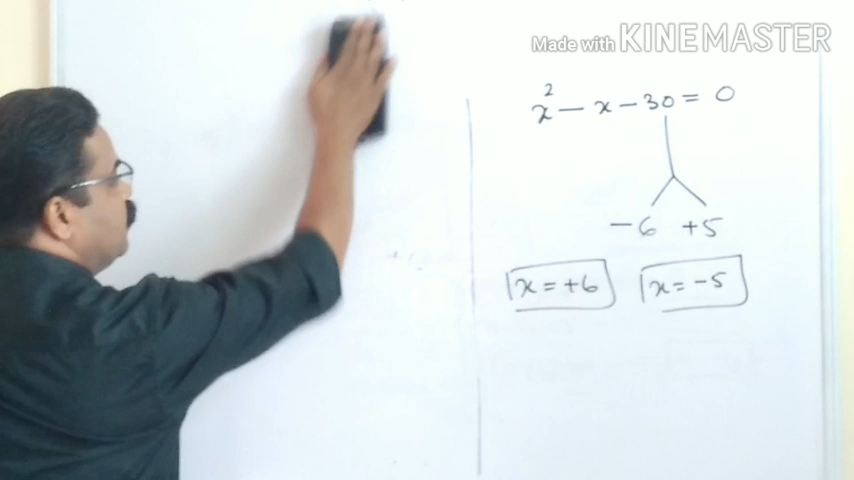 Made with KINEMASTER
x² − x − 30 = 0
−6 +5
x = +6 x = −5